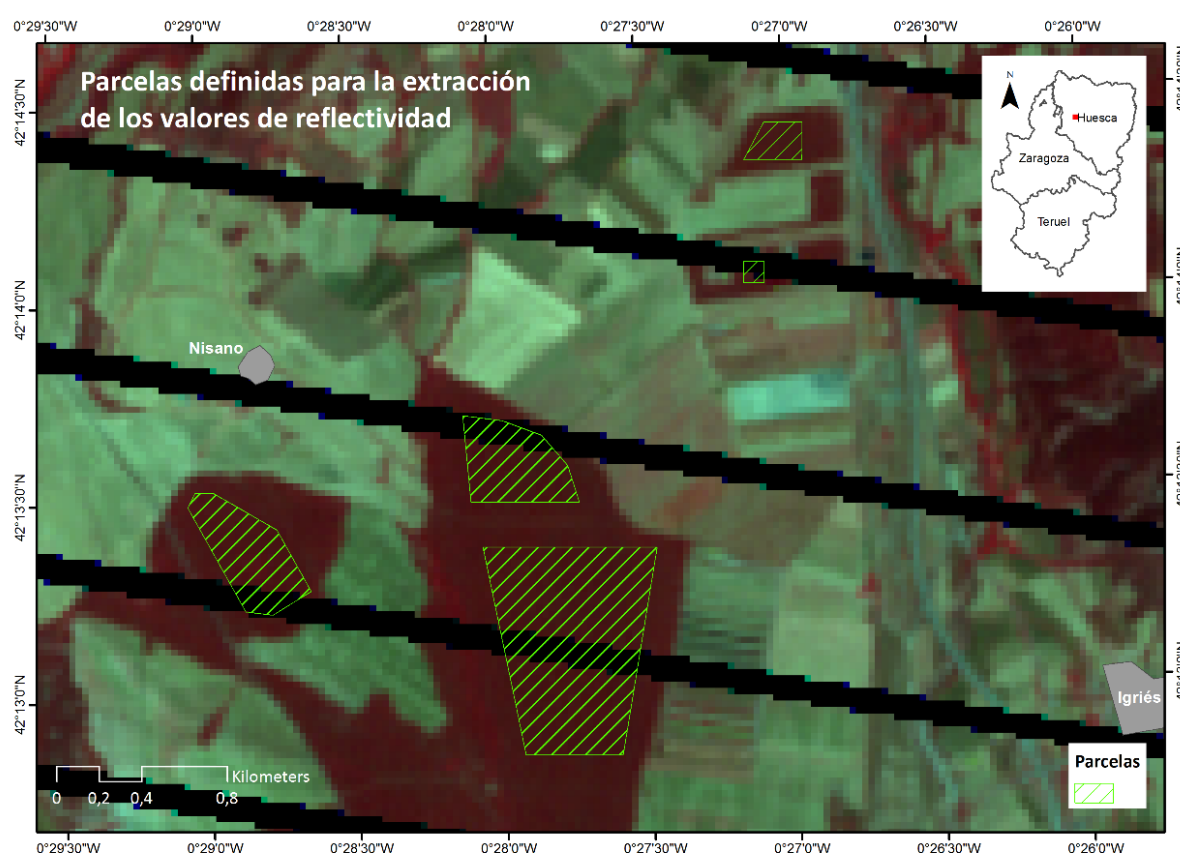 0°29'30"W 0°29'0"W 0°28'30"W 0°28'0"W 0°27'30"W 0°27'0"W 0°26'30"W 0°26'0"W
Parcelas definidas para la extracción
de los valores de reflectividad
N
Huesca
Zaragoza
Teruel
42°14'30"N
42°14'0"N
42°13'30"N
42°13'0"N
Nisano
Igriés
Parcelas
Kilometers
0 0,2 0,4 0,8
0°29'30"W 0°29'0"W 0°28'30"W 0°28'0"W 0°27'30"W 0°27'0"W 0°26'30"W 0°26'0"W